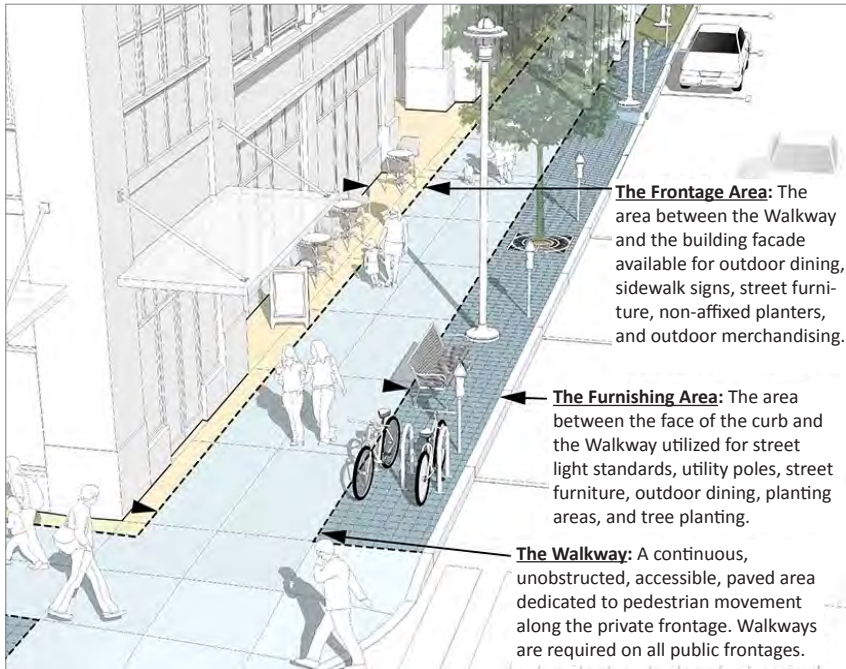 The Frontage Area: The
area between the Walkway
and the building facade
available for outdoor dining,
sidewalk signs, street furni-
ture, non-affixed planters,
and outdoor merchandising.
The Furnishing Area: The area
between the face of the curb and
the Walkway utilized for street
light standards, utility poles, street
furniture, outdoor dining, planting
areas, and tree planting.
The Walkway: A continuous,
unobstructed, accessible, paved area
dedicated to pedestrian movement
along the private frontage. Walkways
are required on all public frontages.